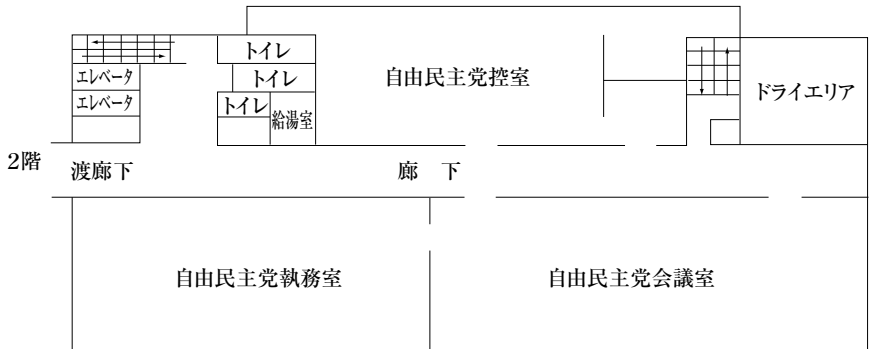 トイレ
エレベータ
トイレ
自由民主党控室
ドライエリア
エレベータ
トイレ
給湯室
2階
渡廊下
廊 下
自由民主党執務室
自由民主党会議室